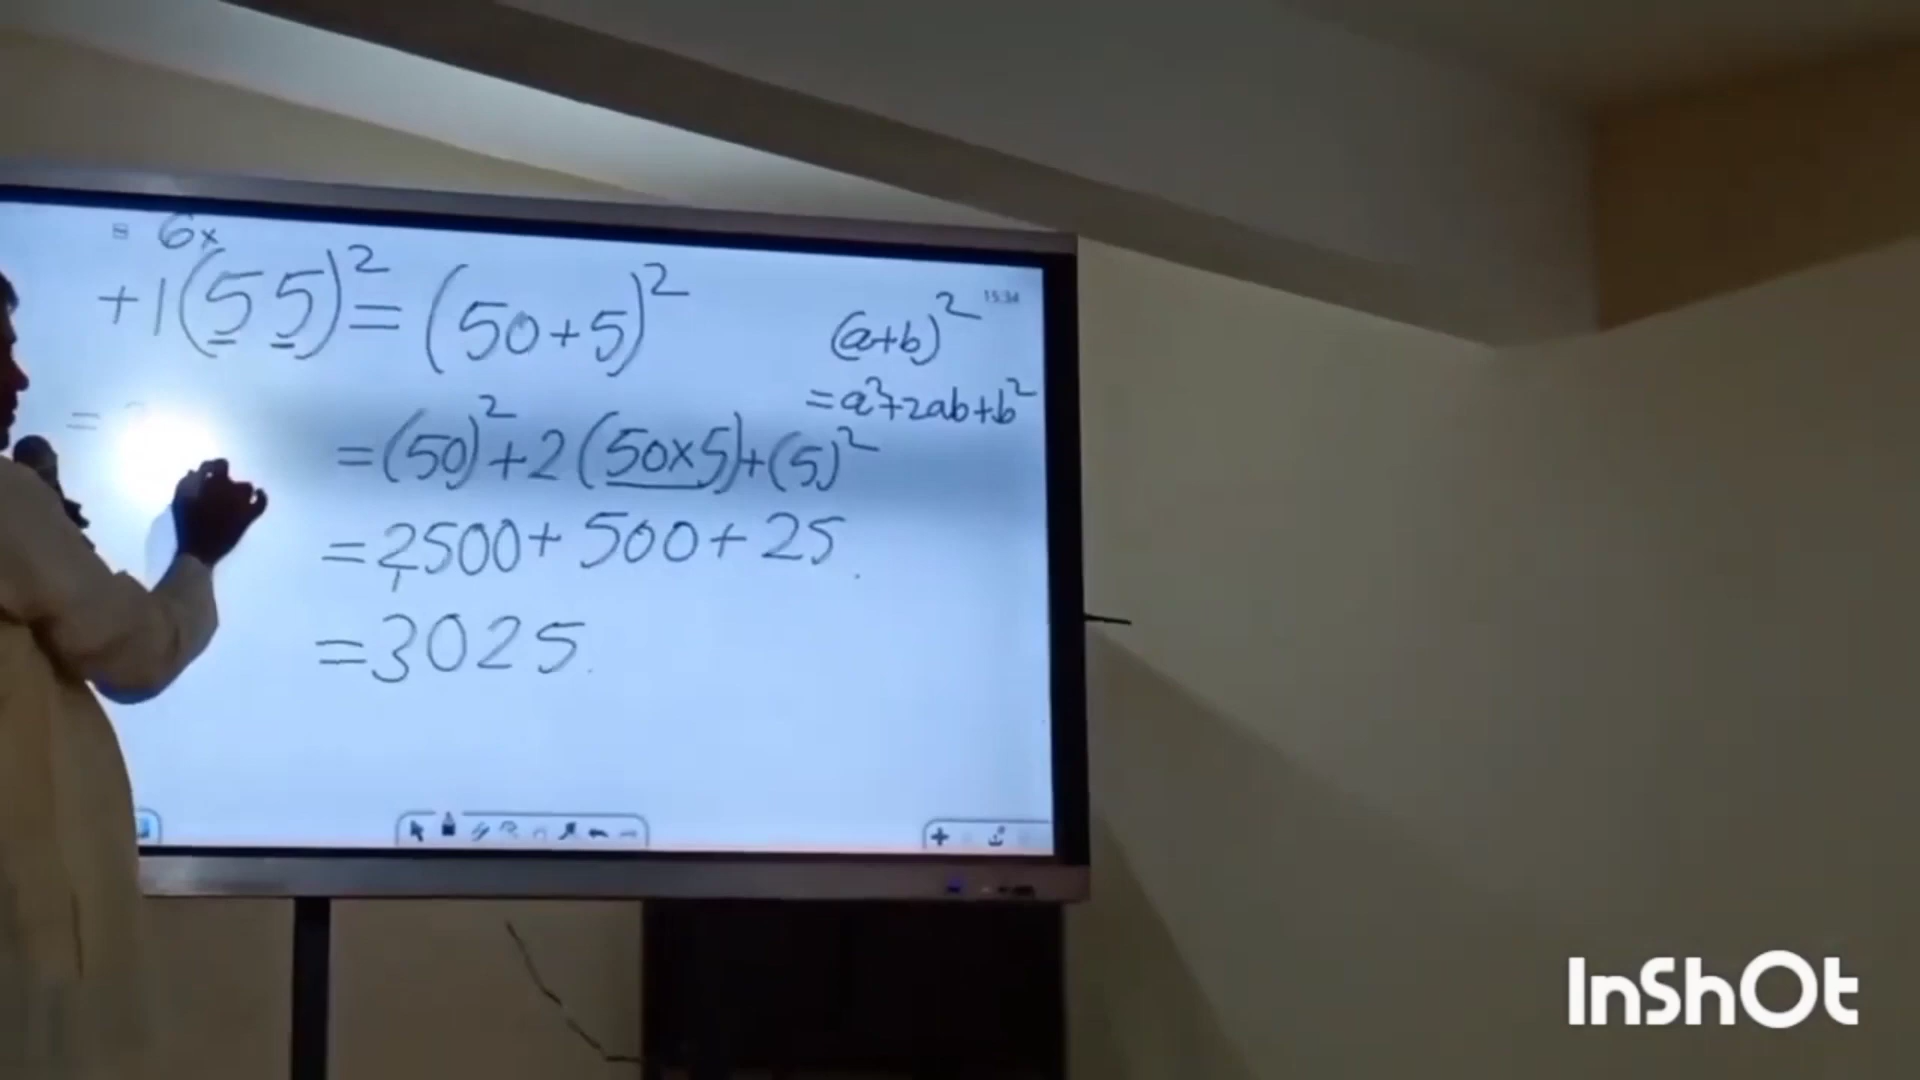 6×
+1(55)²=(50+5)²
15:34
(a+b)²
=a²+2ab+b²
=
=(50)²+2(50×5)+(5)²
=2500+500+25
=3025
InShOt